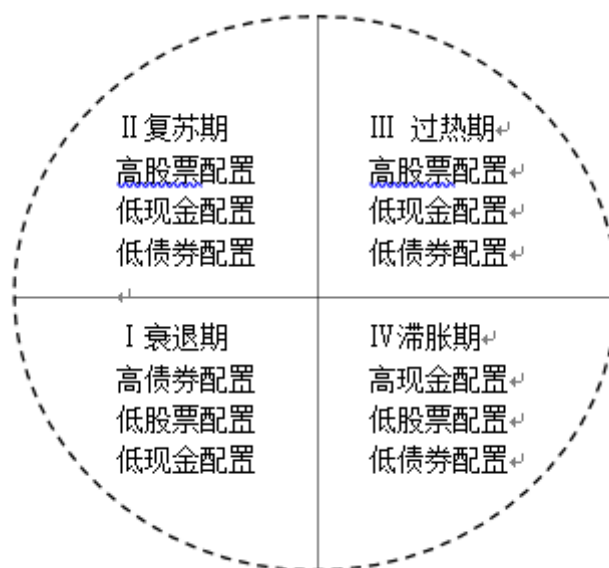 Ⅱ复苏期
高股票配置
低现金配置
低债券配置
Ⅲ 过热期
高股票配置
低现金配置
低债券配置
Ⅰ衰退期
高债券配置
低股票配置
低现金配置
Ⅳ滞胀期
高现金配置
低股票配置
低债券配置